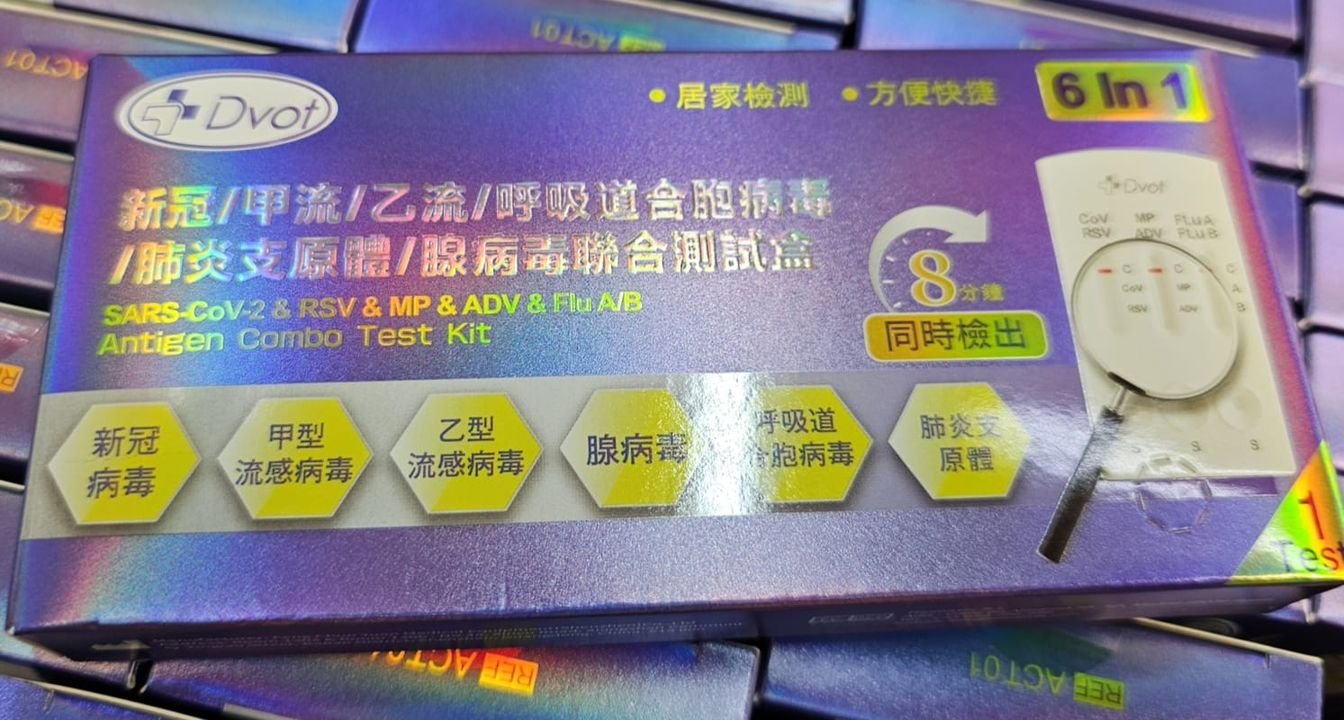 ACT01
REF ACT01
Dvot
• 居家檢測 • 方便快捷
6 In 1
新冠/甲流/乙流/呼吸道合胞病毒
/肺炎支原體/腺病毒聯合測試盒
SARS-CoV-2 & RSV & MP & ADV & Flu A/B
Antigen Combo Test Kit
8分鐘
同時檢出
Dvot
CoV MP FLuA
RSV ADV FLuB
C C C
CoV MP A
RSV ADV B
S S S
新冠
病毒
甲型
流感病毒
乙型
流感病毒
腺病毒
呼吸道
合胞病毒
肺炎支
原體
1
Test
REF ACT01
REF ACT01